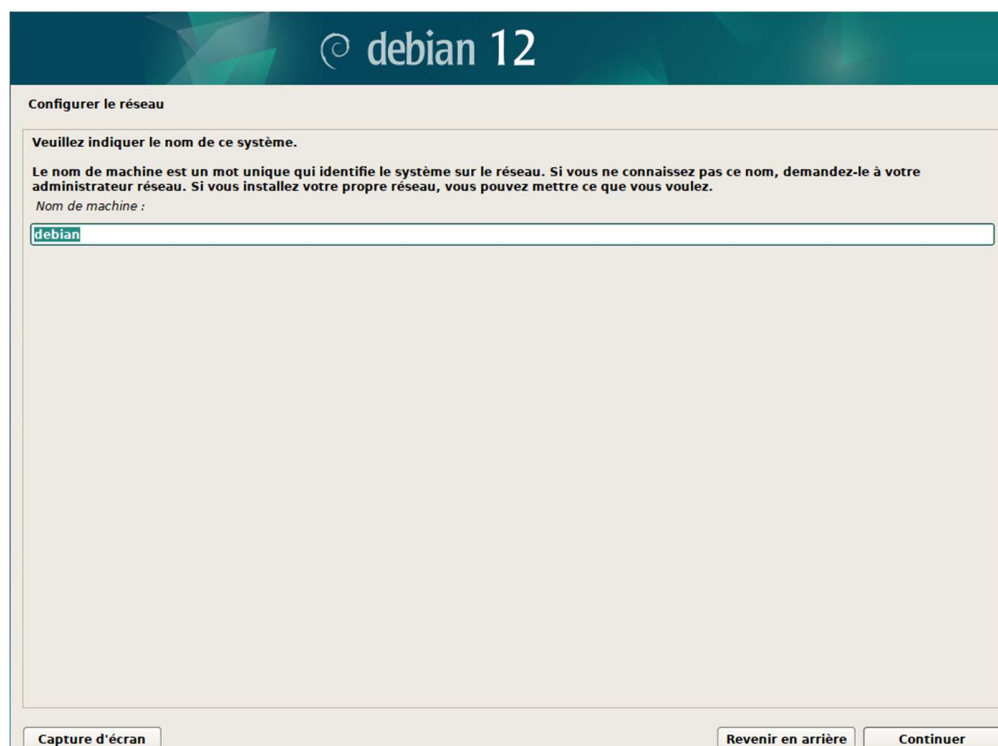 debian 12
Configurer le réseau
Veuillez indiquer le nom de ce système.
Le nom de machine est un mot unique qui identifie le système sur le réseau. Si vous ne connaissez pas ce nom, demandez-le à votre
administrateur réseau. Si vous installez votre propre réseau, vous pouvez mettre ce que vous voulez.
Nom de machine :
debian
Capture d'écran
Revenir en arrière
Continuer